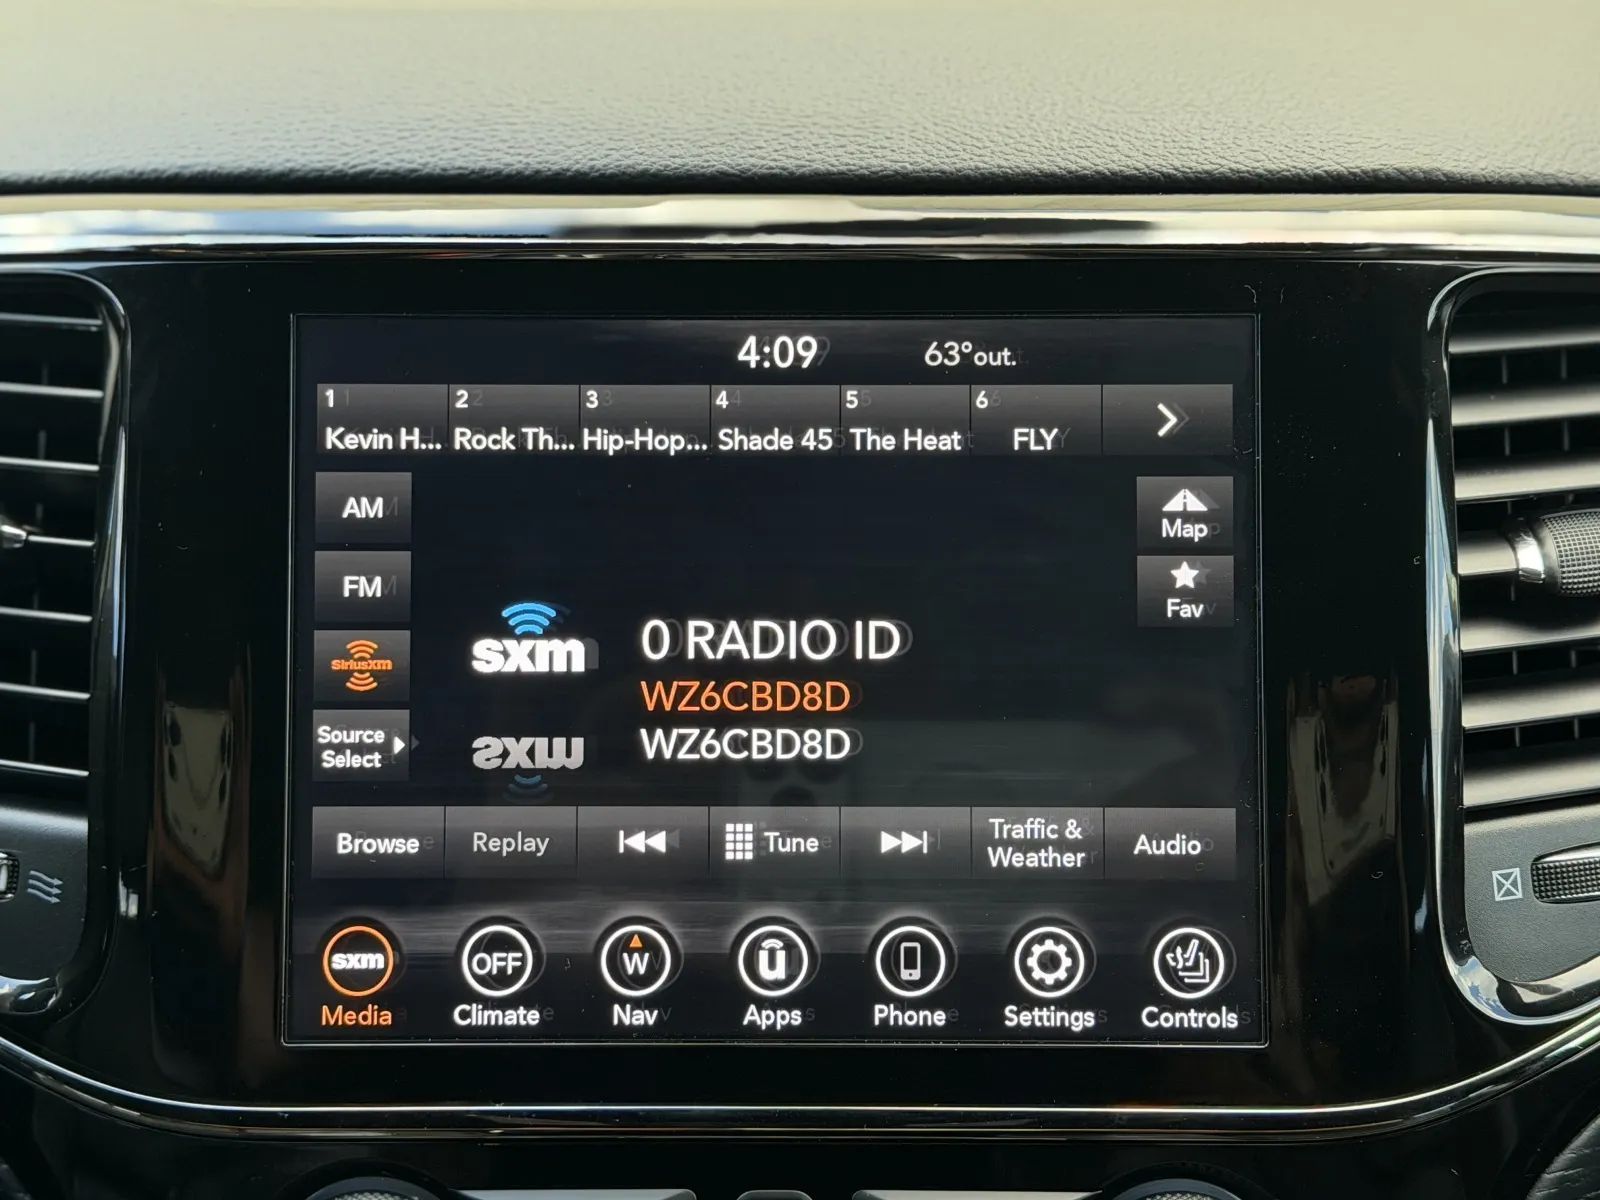 4:09 63°out.
1 2 3 4 5 6
Kevin H... Rock Th... Hip-Hop... Shade 45 The Heat FLY
AM
Map
FM
Fav
SiriusXM
sxm
0 RADIO ID
WZ6CBD8D
WZ6CBD8D
Source
Select
Browse Replay Tune Traffic &
Weather Audio
sxm OFF W u
Media Climate Nav Apps Phone Settings Controls